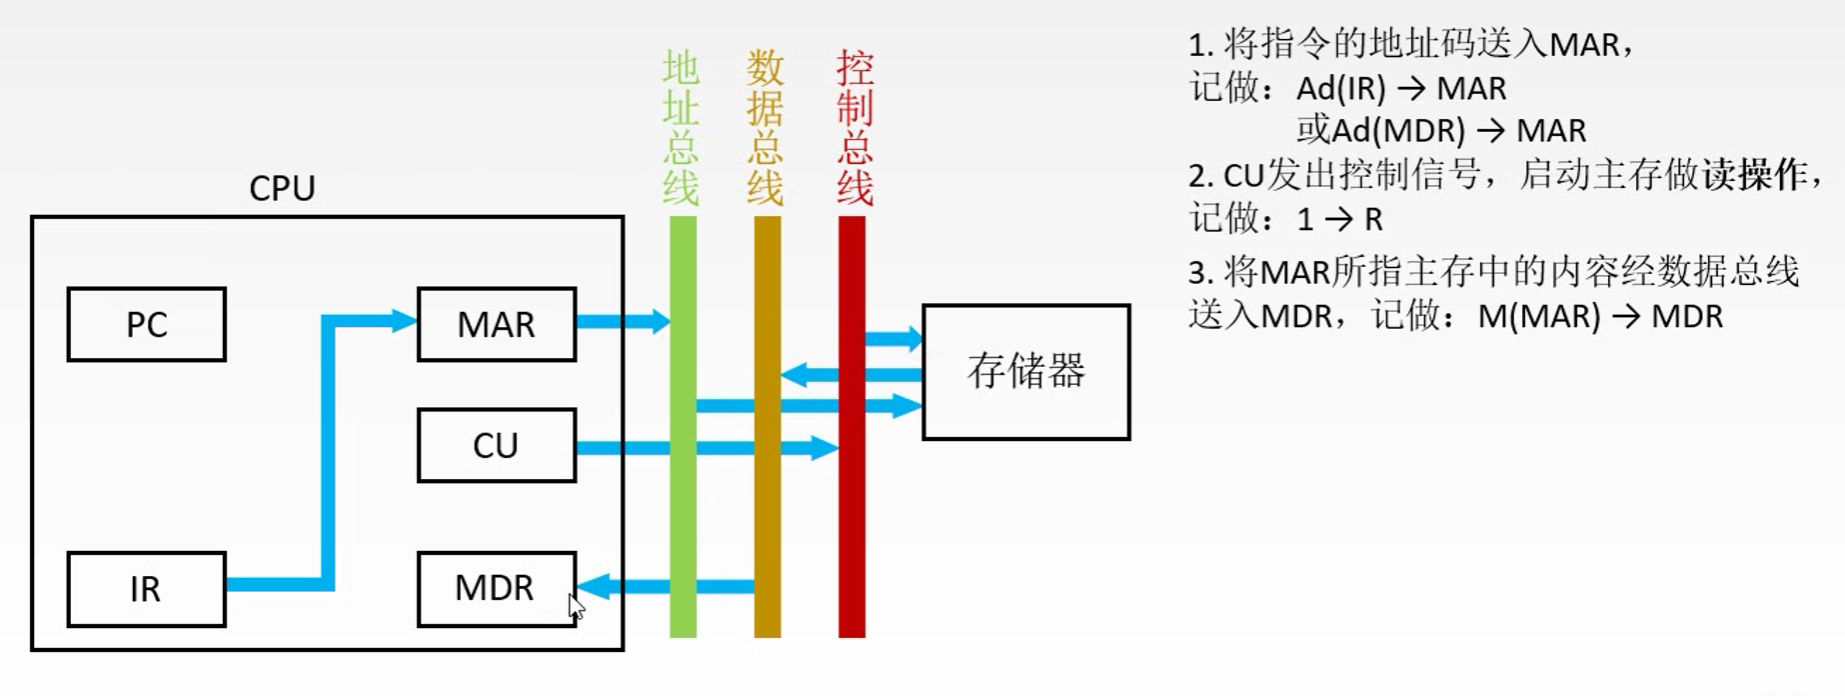 地址总线
数据总线
控制总线
CPU
PC
MAR
CU
IR
MDR
存储器
1. 将指令的地址码送入MAR，
记做：Ad(IR) → MAR
或Ad(MDR) → MAR
2. CU发出控制信号，启动主存做读操作，
记做：1 → R
3. 将MAR所指主存中的内容经数据总线
送入MDR，记做：M(MAR) → MDR